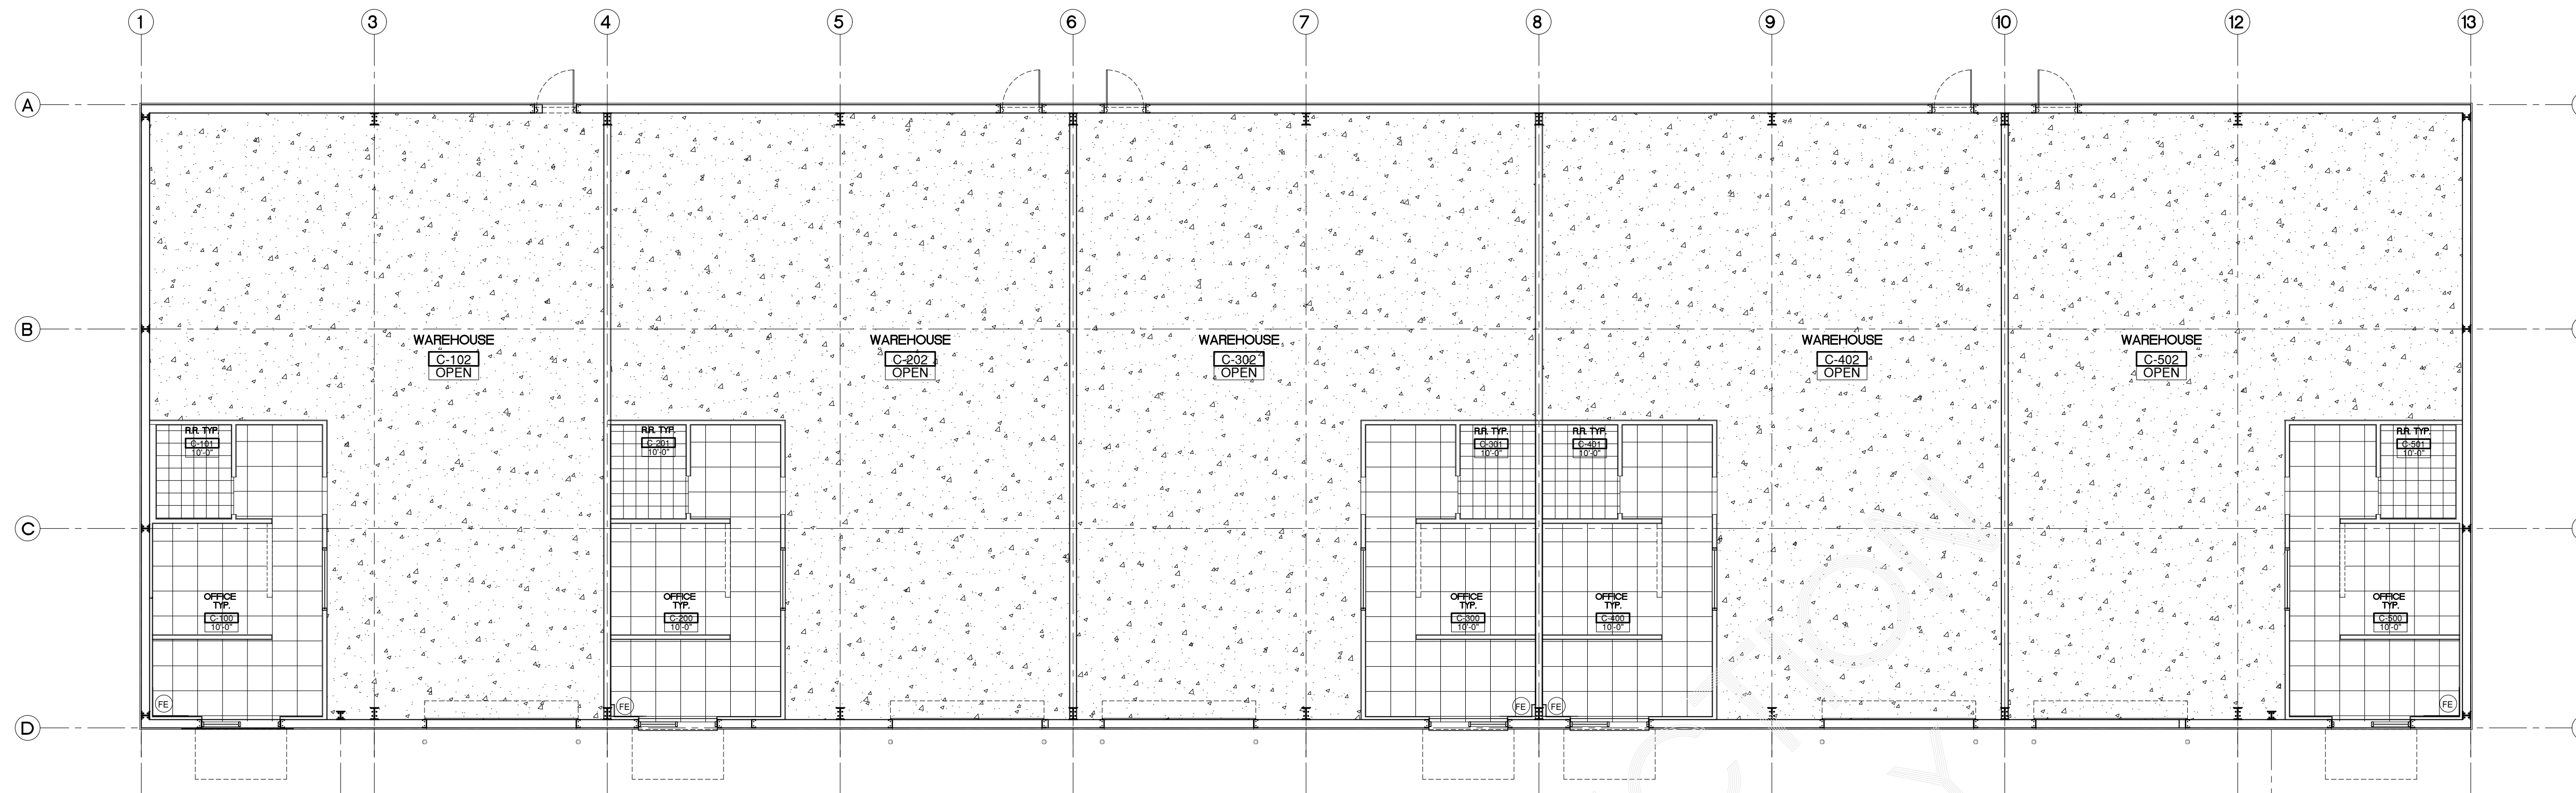 1 3 4 5 6 7 8 9 10 12 13
A
B
WAREHOUSE WAREHOUSE WAREHOUSE WAREHOUSE WAREHOUSE
C-102 C-202 C-302 C-402 C-502
OPEN OPEN OPEN OPEN OPEN
R.R. TYP. R.R. TYP. R.R. TYP. R.R. TYP. R.R. TYP.
C-101 C-201 C-301 C-401 C-501
10'-0" 10'-0" 10'-0" 10'-0" 10'-0"
C
OFFICE OFFICE OFFICE OFFICE OFFICE
TYP. TYP. TYP. TYP. TYP.
C-100 C-200 C-300 C-400 C-500
10'-0" 10'-0" 10'-0" 10'-0" 10'-0"
FE FE FE FE FE
D